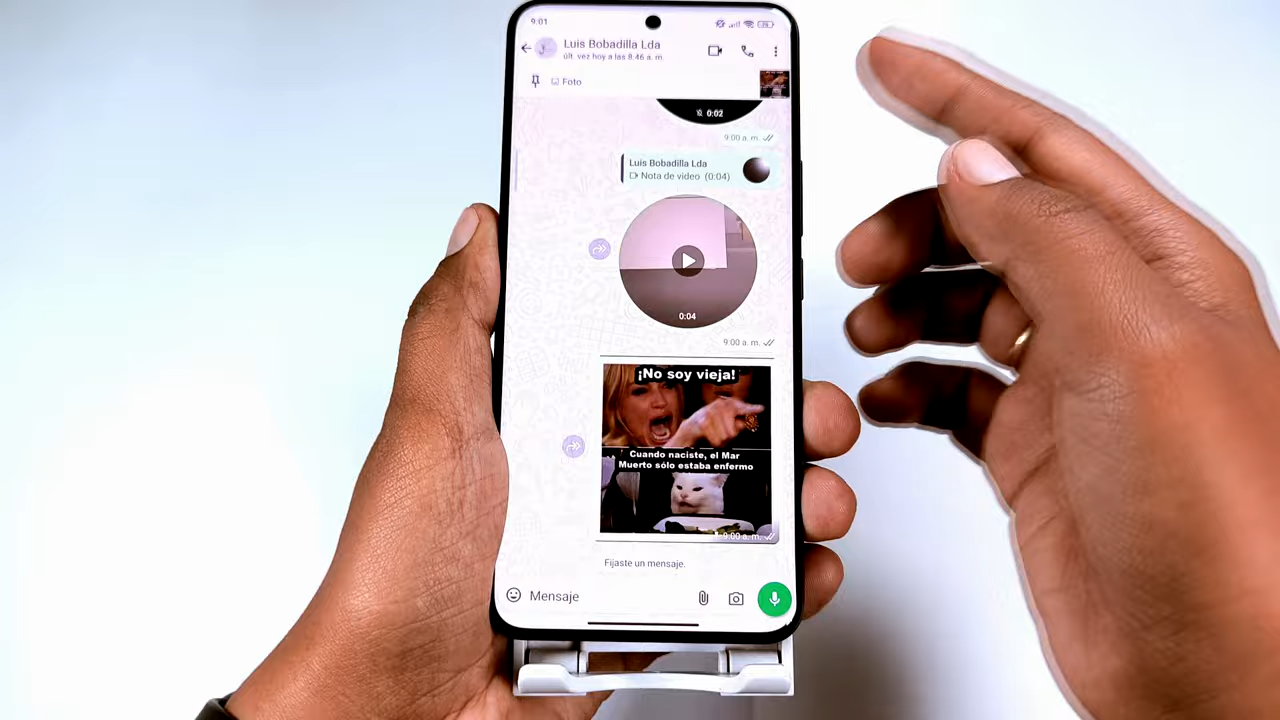 9:01
Luis Bobadilla Lda
últ. vez hoy a las 8:46 a. m.
Foto
0:02
9:00 a. m.
Luis Bobadilla Lda
Nota de video (0:04)
0:04
9:00 a. m.
¡No soy vieja!
Cuando naciste, el Mar
Muerto sólo estaba enfermo
9:00 a. m.
Fijaste un mensaje.
Mensaje